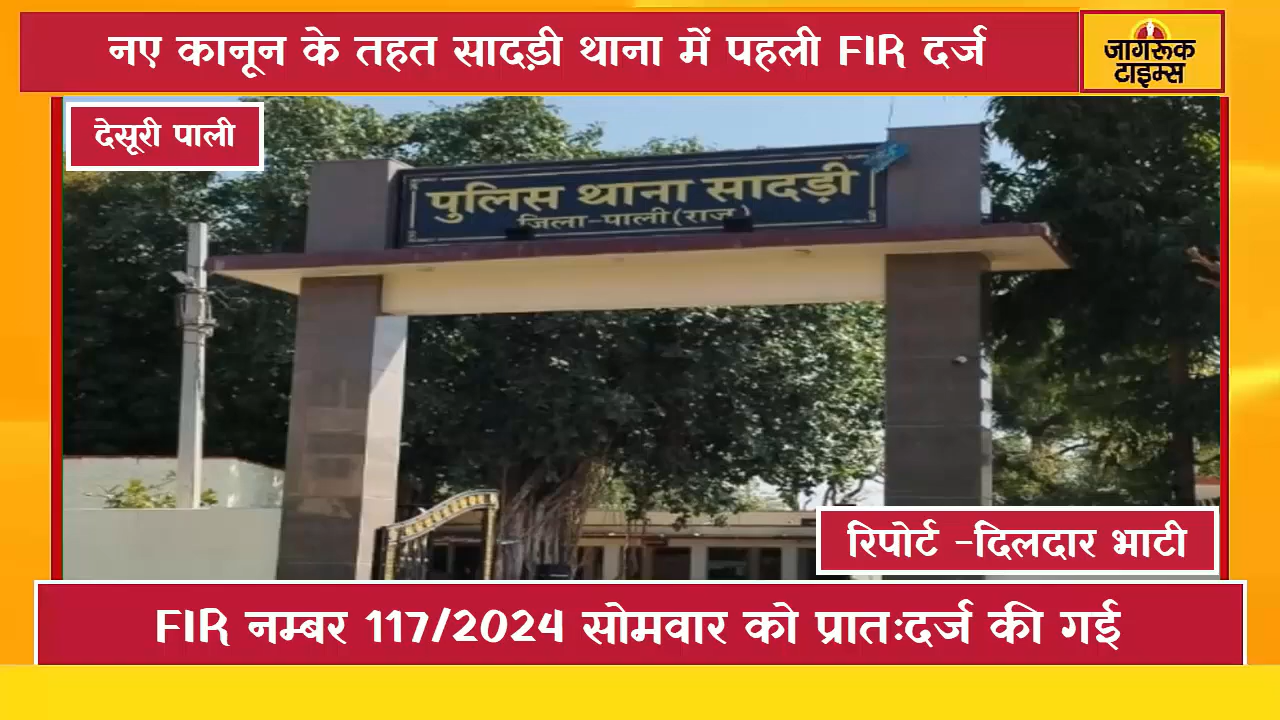 नए कानून के तहत सादड़ी थाना में पहली FIR दर्ज
जागरूक
टाइम्स
देसूरी पाली
पुलिस थाना सादड़ी
जिला-पाली(राज॰)
रिपोर्ट -दिलदार भाटी
FIR नम्बर 117/2024 सोमवार को प्रातःदर्ज की गई